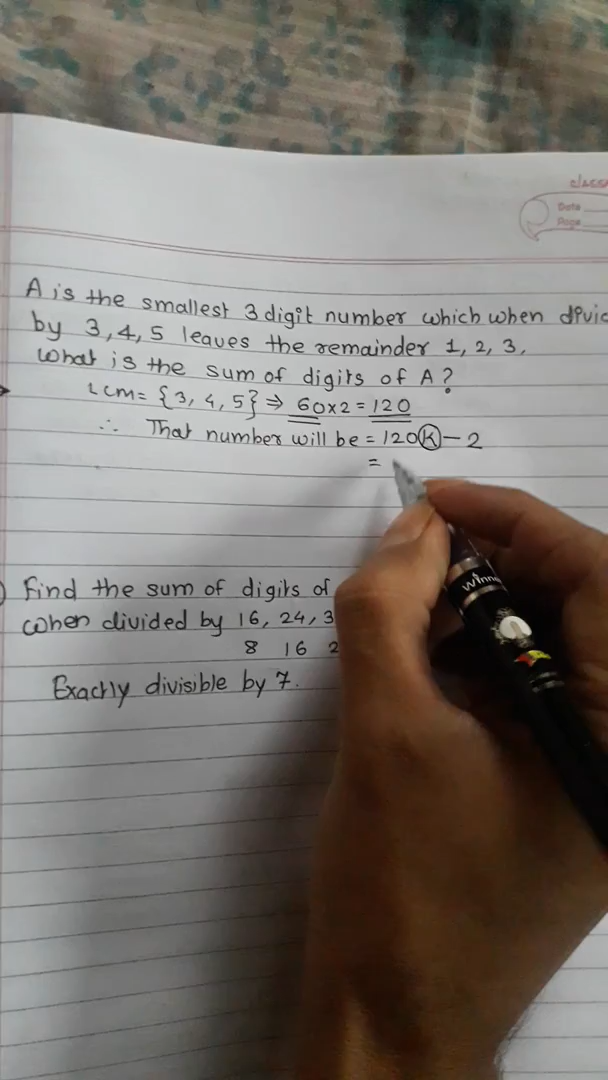 Date
Page
A is the smallest 3 digit number which when
by 3, 4, 5 leaves the remainder 1, 2, 3,
what is the sum of digits of A?
LCM = {3, 4, 5} ⇒ 60 x 2 = 120
∴ That number will be = 120k - 2
=
Find the sum of digits of
when divided by 16, 24, 3
8 16 2
Exactly divisible by 7.